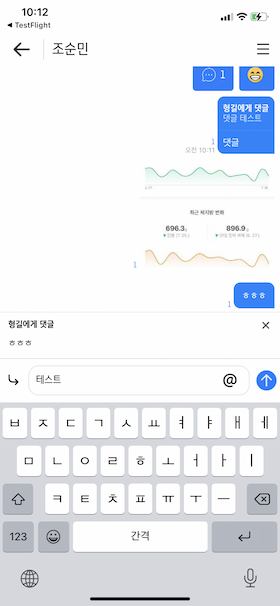 10:12
TestFlight
조순민
1
형길에게 댓글
댓글 테스트
댓글
1
오전 10:11
최근 체지방 변화
696.3
896.9
1
1
ㅎㅎㅎ
형길에게 댓글
ㅎㅎㅎ
테스트
@
ㅂ ㅈ ㄷ ㄱ ㅅ ㅛ ㅕ ㅑ ㅐ ㅔ
ㅁ ㄴ ㅇ ㄹ ㅎ ㅗ ㅓ ㅏ ㅣ
ㅋ ㅌ ㅊ ㅍ ㅠ ㅜ ㅡ
123
간격